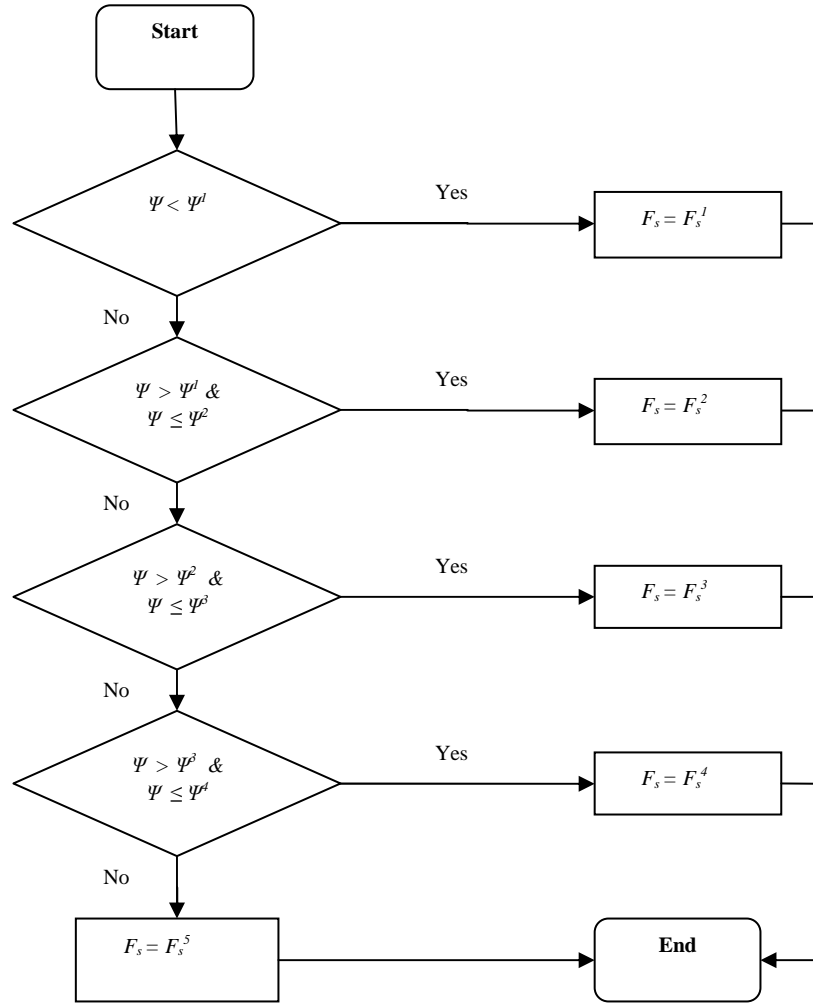 Start
Ψ < Ψ¹
Yes
Fₛ = Fₛ¹
No
Ψ > Ψ¹ &
Ψ ≤ Ψ²
Yes
Fₛ = Fₛ²
No
Ψ > Ψ² &
Ψ ≤ Ψ³
Yes
Fₛ = Fₛ³
No
Ψ > Ψ³ &
Ψ ≤ Ψ⁴
Yes
Fₛ = Fₛ⁴
No
Fₛ = Fₛ⁵
End